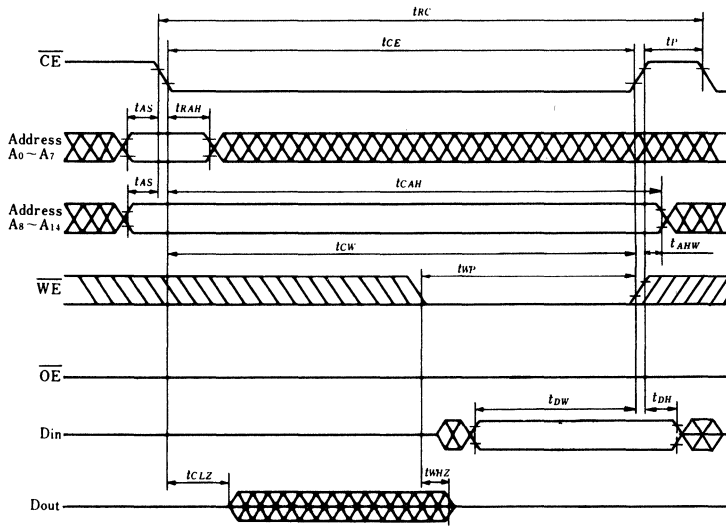 tRC
tCE
tP
CE
tAS
tRAH
Address
A0~A7
tAS
tCAH
Address
A8~A14
tCW
tAHW
tWP
WE
OE
tDW
tDH
Din
tCLZ
tWHZ
Dout